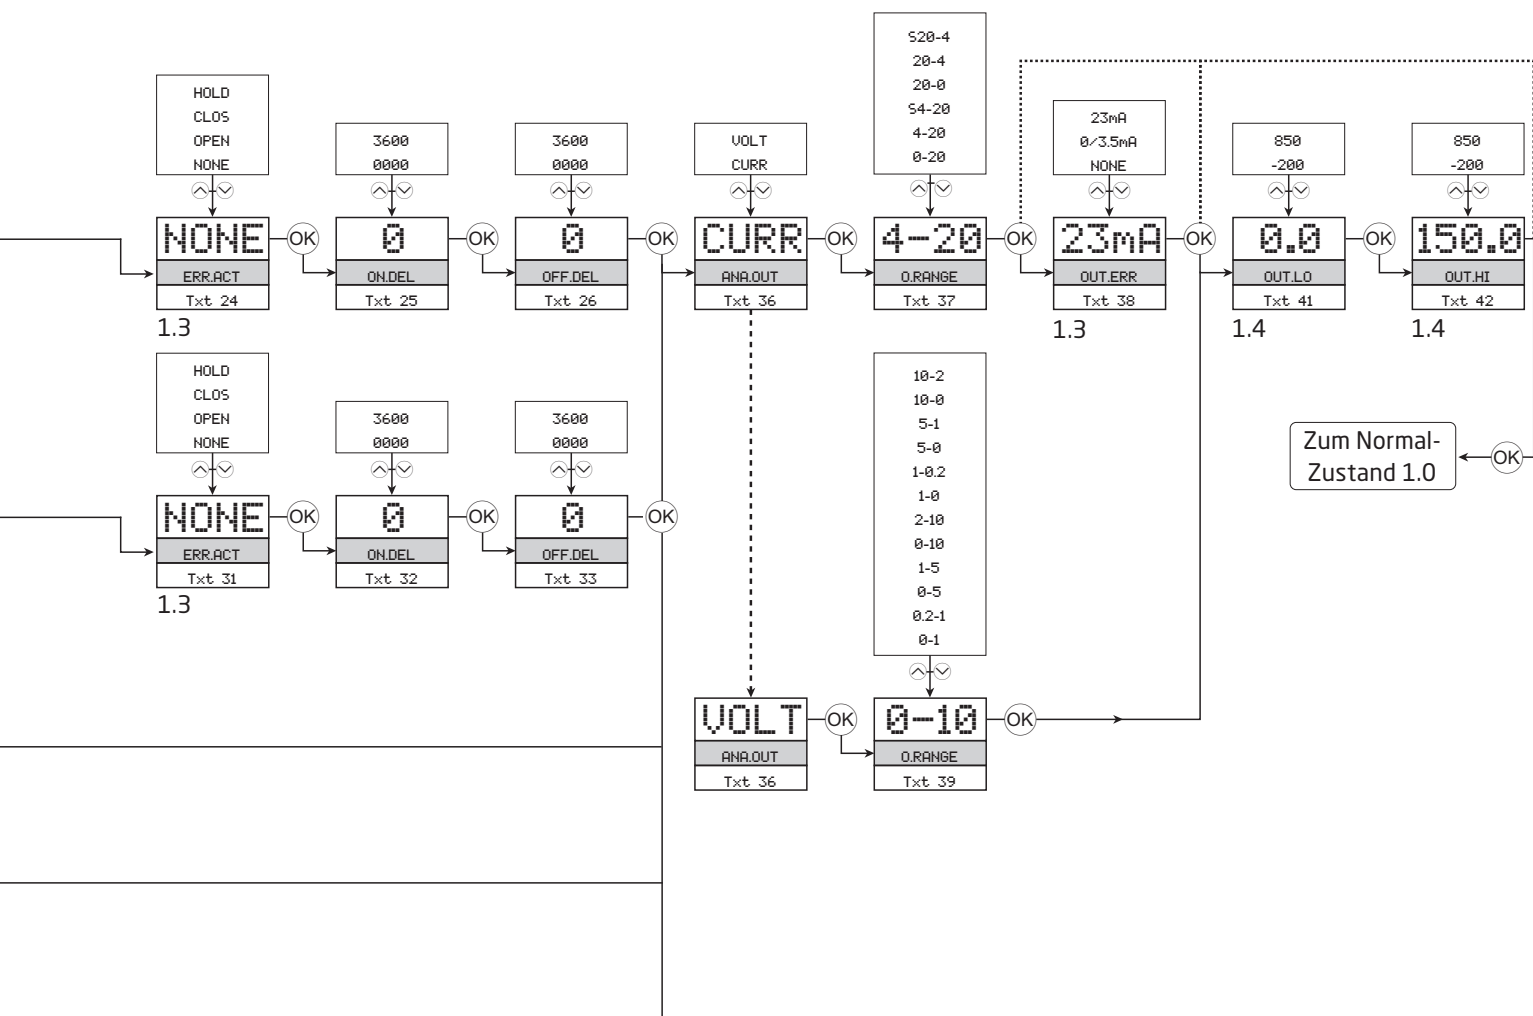 HOLD
CLOS
OPEN
NONE
NONE
OK
ERR.ACT
Txt 24
1.3
3600
0000
0
OK
ON.DEL
Txt 25
3600
0000
0
OK
OFF.DEL
Txt 26
VOLT
CURR
CURR
OK
ANA.OUT
Txt 36
S20-4
20-4
20-0
S4-20
4-20
0-20
4-20
OK
O.RANGE
Txt 37
23mA
0/3.5mA
NONE
23mA
OK
OUT.ERR
Txt 38
1.3
850
-200
0.0
OK
OUT.LO
Txt 41
1.4
850
-200
150.0
OUT.HI
Txt 42
1.4
HOLD
CLOS
OPEN
NONE
NONE
OK
ERR.ACT
Txt 31
1.3
3600
0000
0
OK
ON.DEL
Txt 32
3600
0000
0
OK
OFF.DEL
Txt 33
10-2
10-0
5-1
5-0
1-0.2
1-0
2-10
0-10
1-5
0-5
0.2-1
0-1
Zum Normal-
Zustand 1.0
OK
VOLT
OK
ANA.OUT
Txt 36
0-10
OK
O.RANGE
Txt 39